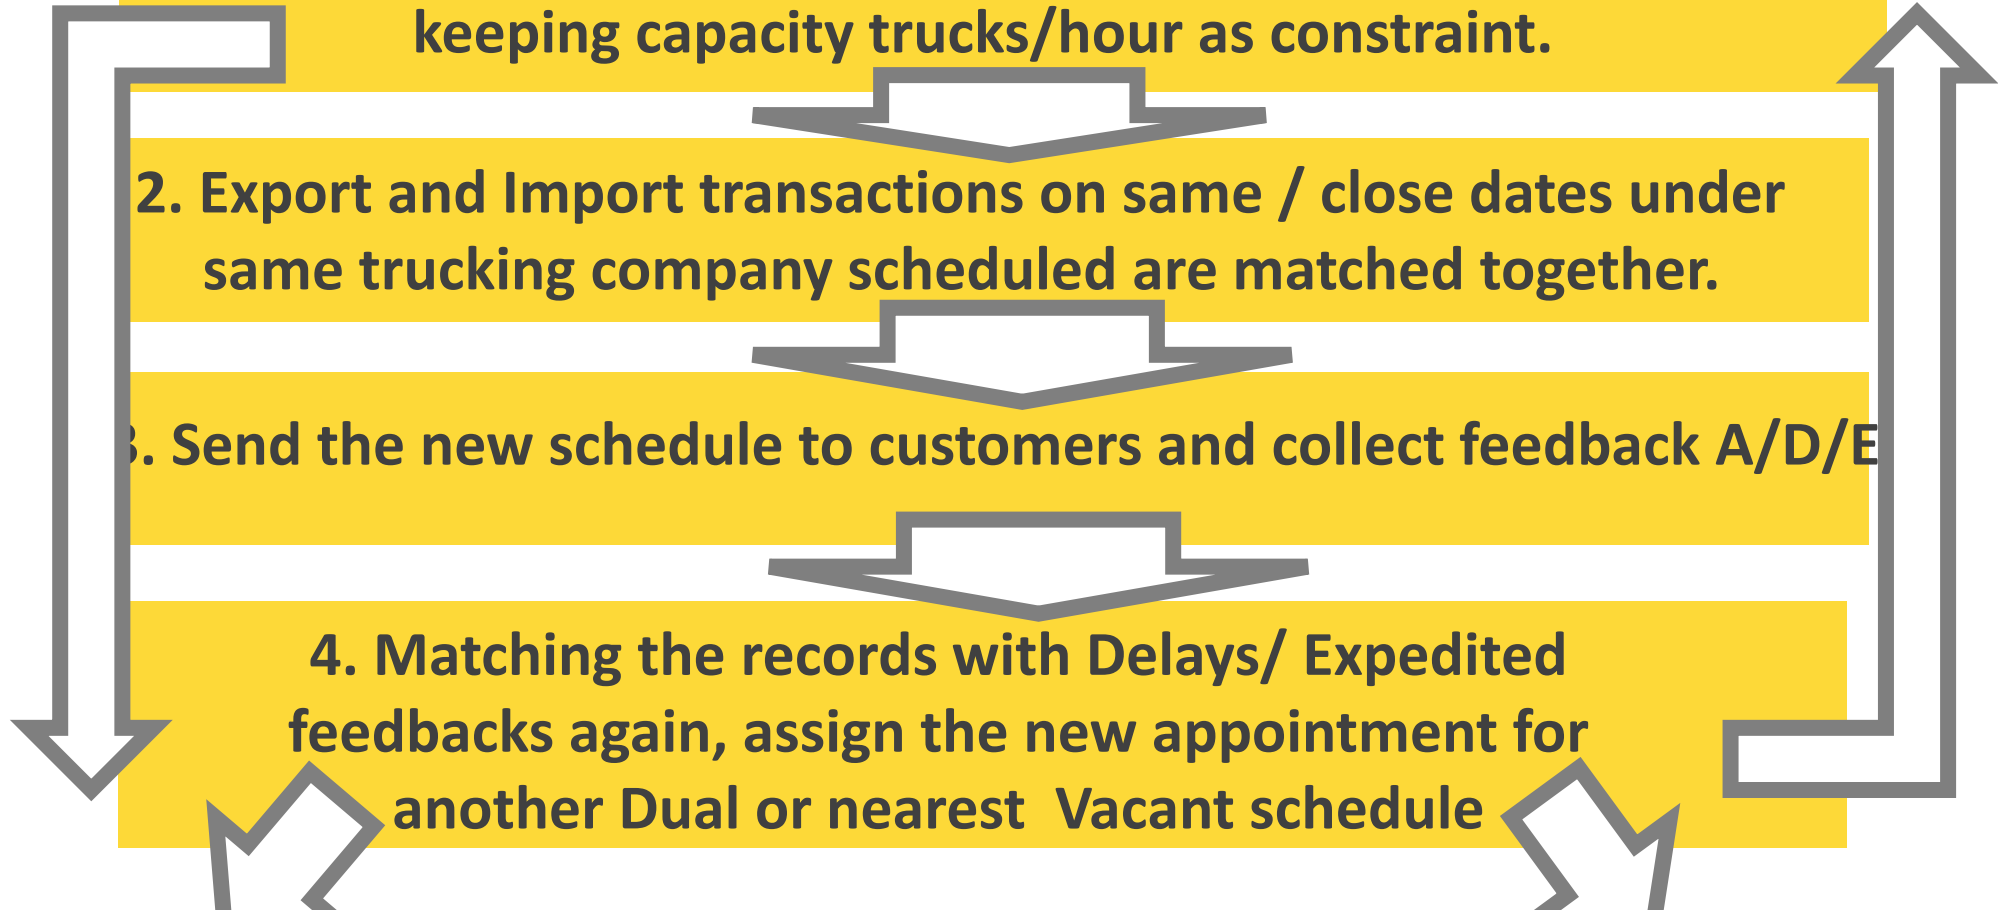 keeping capacity trucks/hour as constraint.
2. Export and Import transactions on same / close dates under
same trucking company scheduled are matched together.
3. Send the new schedule to customers and collect feedback A/D/E
4. Matching the records with Delays/ Expedited
feedbacks again, assign the new appointment for
another Dual or nearest  Vacant schedule